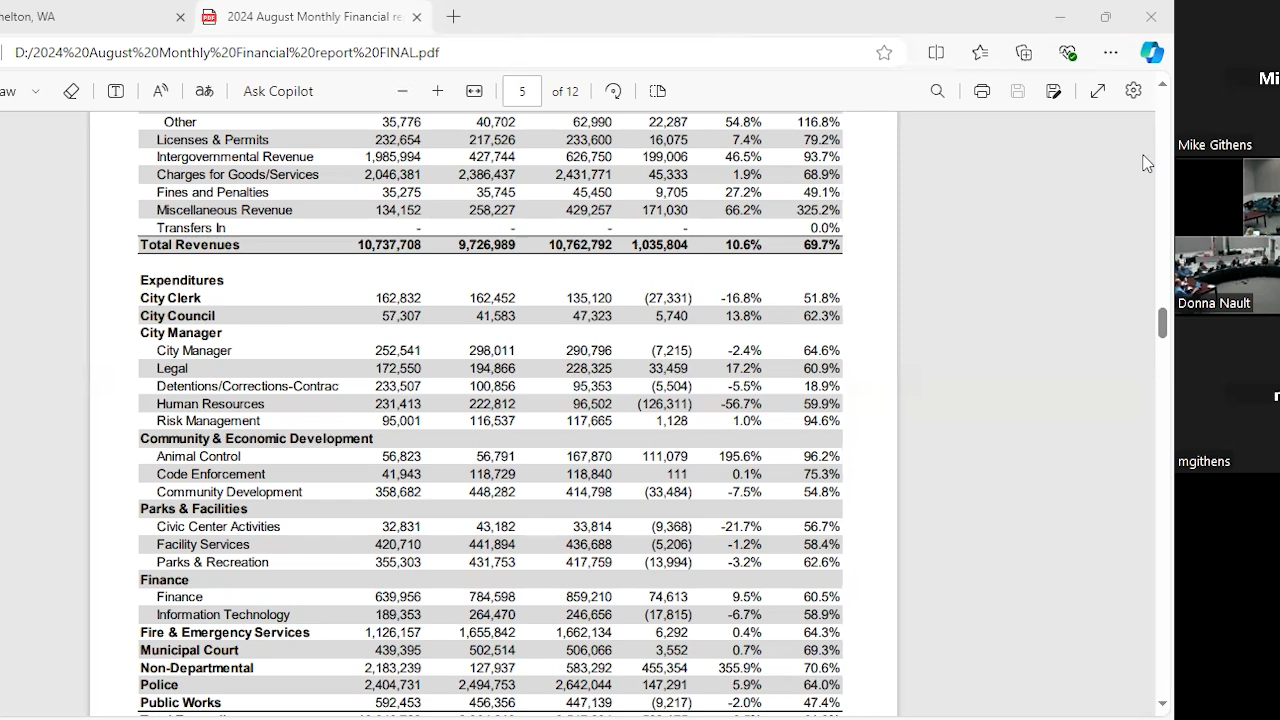 helton, WA
2024 August Monthly Financial re
D:/2024%20August%20Monthly%20Financial%20report%20FINAL.pdf
aw
Ask Copilot
5 of 12
Other 35,776 40,702 62,990 22,287 54.8% 116.8%
Licenses & Permits 232,654 217,526 233,600 16,075 7.4% 79.2%
Intergovernmental Revenue 1,985,994 427,744 626,750 199,006 46.5% 93.7%
Charges for Goods/Services 2,046,381 2,386,437 2,431,771 45,333 1.9% 68.9%
Fines and Penalties 35,275 35,745 45,450 9,705 27.2% 49.1%
Miscellaneous Revenue 134,152 258,227 429,257 171,030 66.2% 325.2%
Transfers In - - - - 0.0%
Total Revenues 10,737,708 9,726,989 10,762,792 1,035,804 10.6% 69.7%
Expenditures
City Clerk 162,832 162,452 135,120 (27,331) -16.8% 51.8%
City Council 57,307 41,583 47,323 5,740 13.8% 62.3%
City Manager
City Manager 252,541 298,011 290,796 (7,215) -2.4% 64.6%
Legal 172,550 194,866 228,325 33,459 17.2% 60.9%
Detentions/Corrections-Contrac 233,507 100,856 95,353 (5,504) -5.5% 18.9%
Human Resources 231,413 222,812 96,502 (126,311) -56.7% 59.9%
Risk Management 95,001 116,537 117,665 1,128 1.0% 94.6%
Community & Economic Development
Animal Control 56,823 56,791 167,870 111,079 195.6% 96.2%
Code Enforcement 41,943 118,729 118,840 111 0.1% 75.3%
Community Development 358,682 448,282 414,798 (33,484) -7.5% 54.8%
Parks & Facilities
Civic Center Activities 32,831 43,182 33,814 (9,368) -21.7% 56.7%
Facility Services 420,710 441,894 436,688 (5,206) -1.2% 58.4%
Parks & Recreation 355,303 431,753 417,759 (13,994) -3.2% 62.6%
Finance
Finance 639,956 784,598 859,210 74,613 9.5% 60.5%
Information Technology 189,353 264,470 246,656 (17,815) -6.7% 58.9%
Fire & Emergency Services 1,126,157 1,655,842 1,662,134 6,292 0.4% 64.3%
Municipal Court 439,395 502,514 506,066 3,552 0.7% 69.3%
Non-Departmental 2,183,239 127,937 583,292 455,354 355.9% 70.6%
Police 2,404,731 2,494,753 2,642,044 147,291 5.9% 64.0%
Public Works 592,453 456,356 447,139 (9,217) -2.0% 47.4%
Mi
Mike Githens
Donna Nault
mgithens